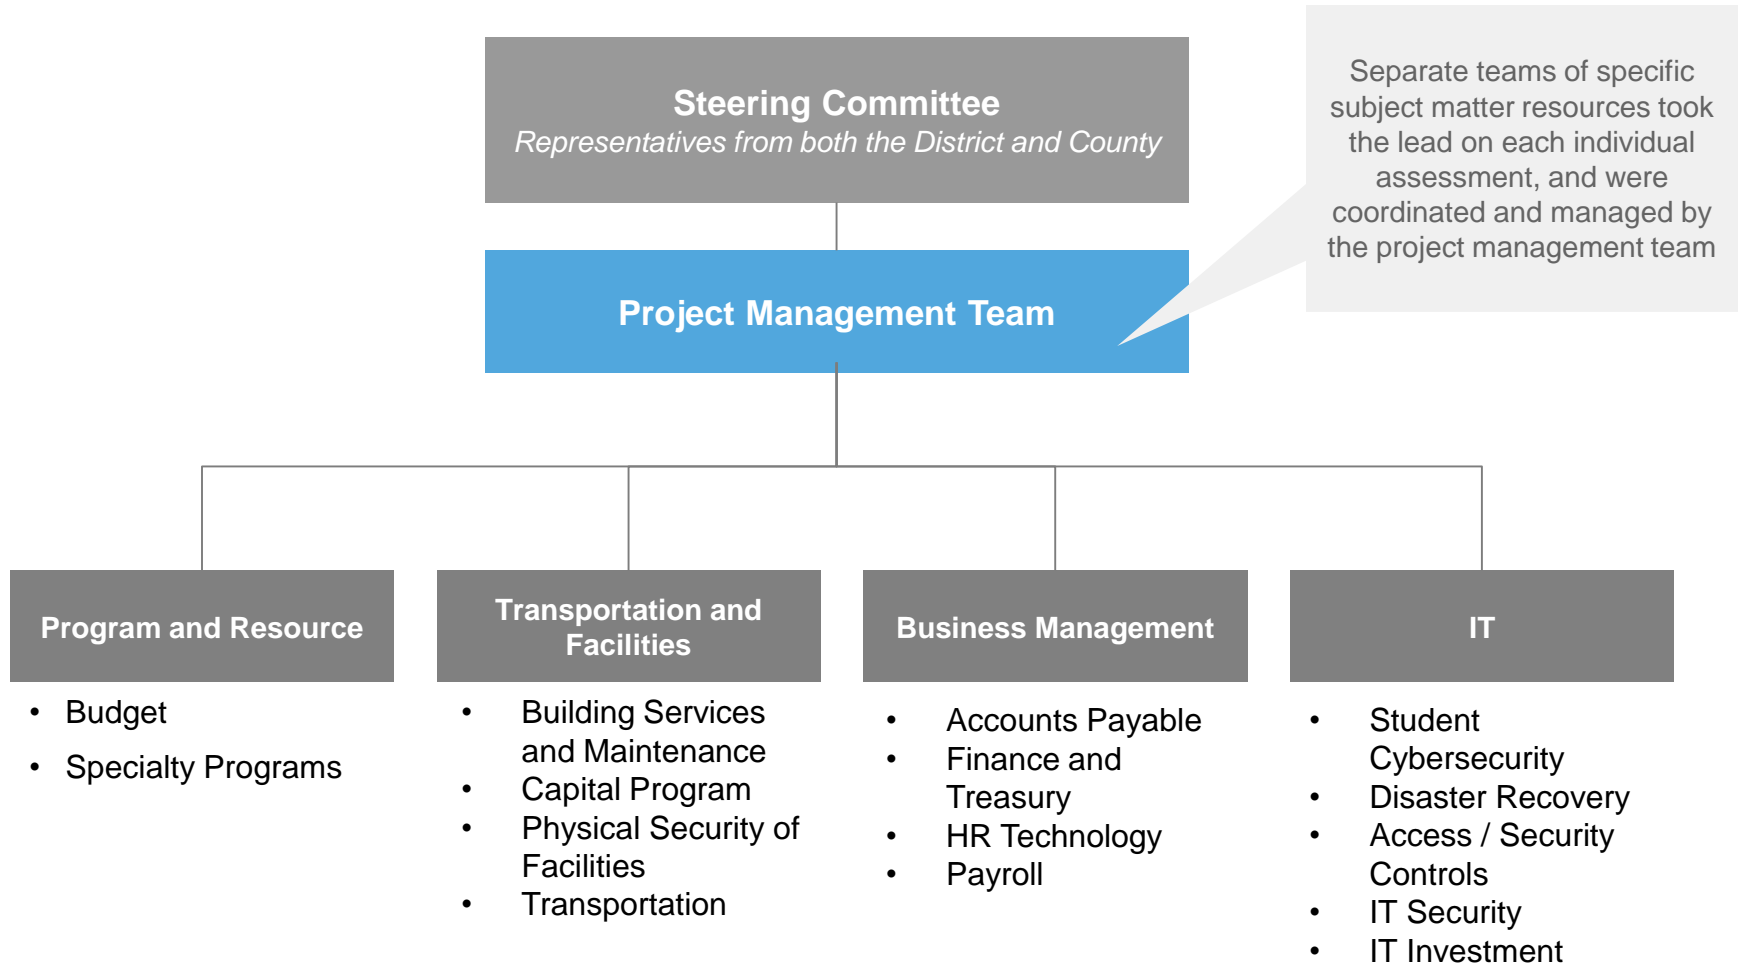 Steering Committee
Representatives from both the District and County
Separate teams of specific
subject matter resources took
the lead on each individual
assessment, and were
coordinated and managed by
the project management team
Project Management Team
Program and Resource
• Budget
• Specialty Programs
Transportation and
Facilities
• Building Services
and Maintenance
• Capital Program
• Physical Security of
Facilities
• Transportation
Business Management
• Accounts Payable
• Finance and
Treasury
• HR Technology
• Payroll
IT
• Student
Cybersecurity
• Disaster Recovery
• Access / Security
Controls
• IT Security
• IT Investment